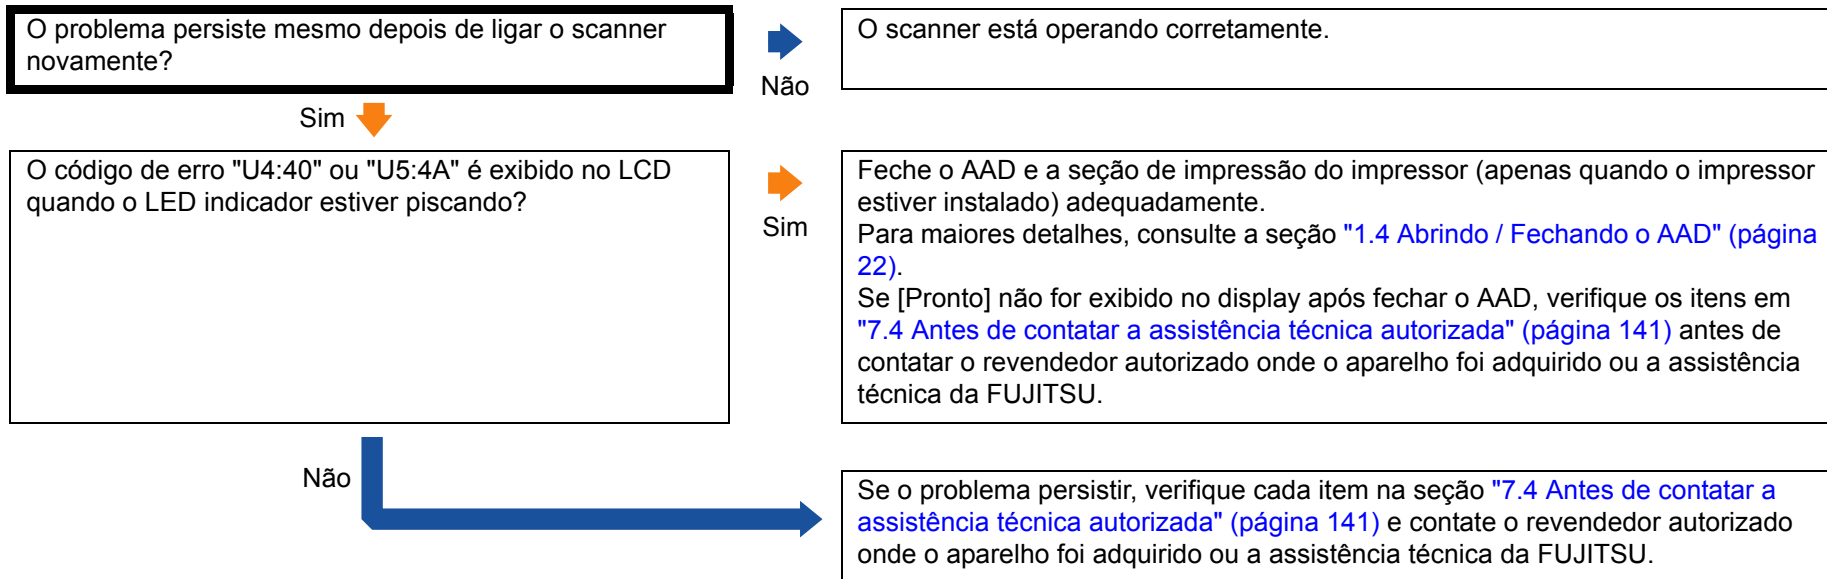 O problema persiste mesmo depois de ligar o scanner
novamente?
Não
O scanner está operando corretamente.
Sim
O código de erro "U4:40" ou "U5:4A" é exibido no LCD
quando o LED indicador estiver piscando?
Sim
Feche o AAD e a seção de impressão do impressor (apenas quando o impressor
estiver instalado) adequadamente.
Para maiores detalhes, consulte a seção "1.4 Abrindo / Fechando o AAD" (página
22).
Se [Pronto] não for exibido no display após fechar o AAD, verifique os itens em
"7.4 Antes de contatar a assistência técnica autorizada" (página 141) antes de
contatar o revendedor autorizado onde o aparelho foi adquirido ou a assistência
técnica da FUJITSU.
Não
Se o problema persistir, verifique cada item na seção "7.4 Antes de contatar a
assistência técnica autorizada" (página 141) e contate o revendedor autorizado
onde o aparelho foi adquirido ou a assistência técnica da FUJITSU.